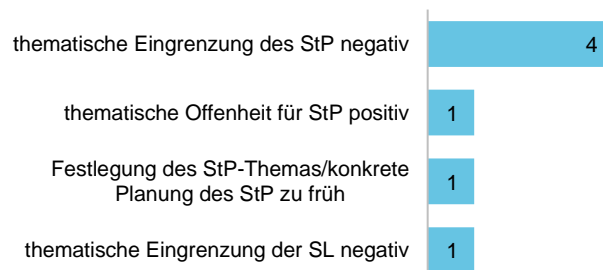 thematische Eingrenzung des StP negativ 4
thematische Offenheit für StP positiv 1
Festlegung des StP-Themas/konkrete
Planung des StP zu früh 1
thematische Eingrenzung der SL negativ 1